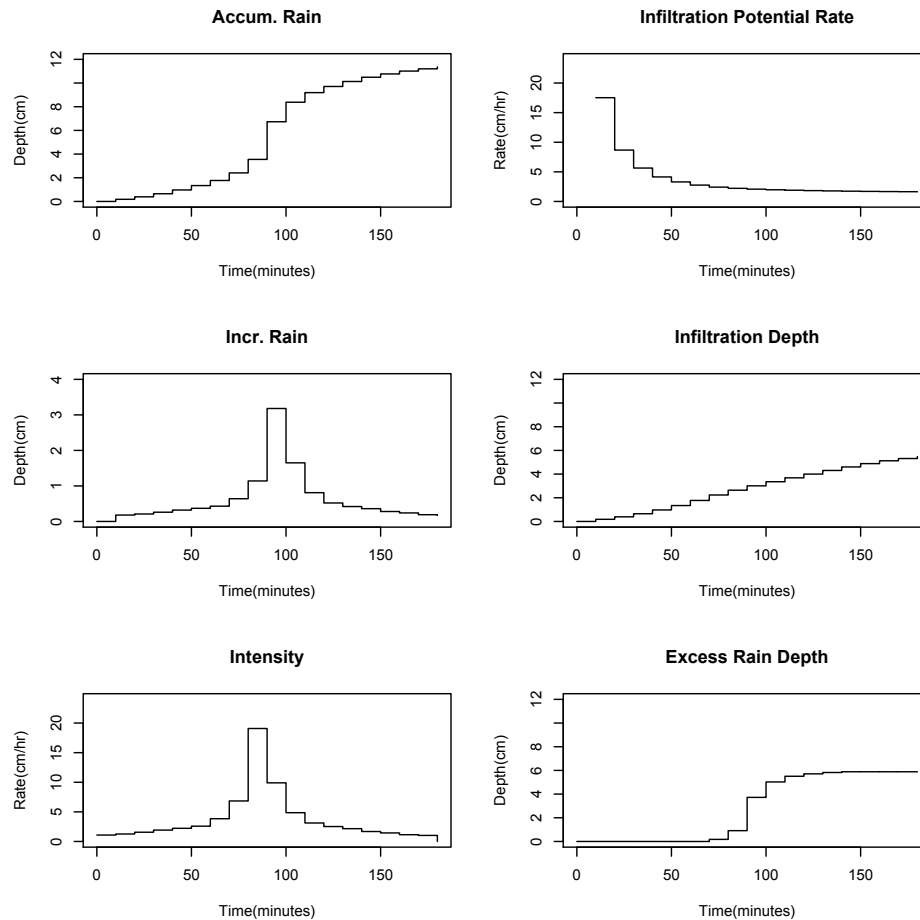 Accum. Rain
Depth(cm)
12
8
6
4
2
0
0 50 100 150
Time(minutes)
Infiltration Potential Rate
Rate(cm/hr)
20
15
10
5
0
0 50 100 150
Time(minutes)
Incr. Rain
Depth(cm)
4
3
2
1
0
0 50 100 150
Time(minutes)
Infiltration Depth
Depth(cm)
12
8
6
4
2
0
0 50 100 150
Time(minutes)
Intensity
Rate(cm/hr)
20
15
10
5
0
0 50 100 150
Time(minutes)
Excess Rain Depth
Depth(cm)
12
8
6
4
2
0
0 50 100 150
Time(minutes)